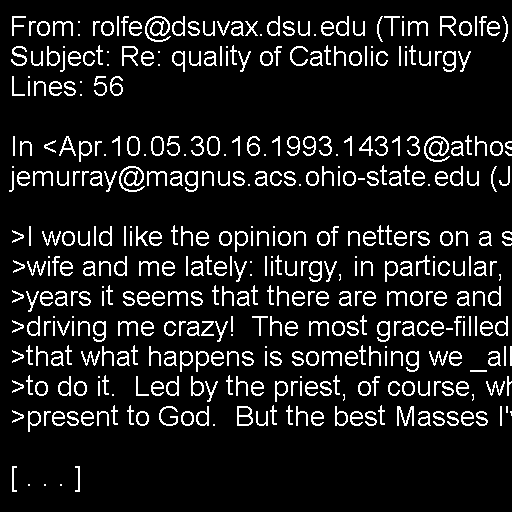 From: rolfe@dsuvax.dsu.edu (Tim Rolfe)
Subject: Re: quality of Catholic liturgy
Lines: 56
In <Apr.10.05.30.16.1993.14313@athos
jemurray@magnus.acs.ohio-state.edu (J
>I would like the opinion of netters on a s
>wife and me lately: liturgy, in particular,
>years it seems that there are more and
>driving me crazy!  The most grace-filled
>that what happens is something we _all
>to do it.  Led by the priest, of course, wh
>present to God.  But the best Masses I'v
[ . . . ]